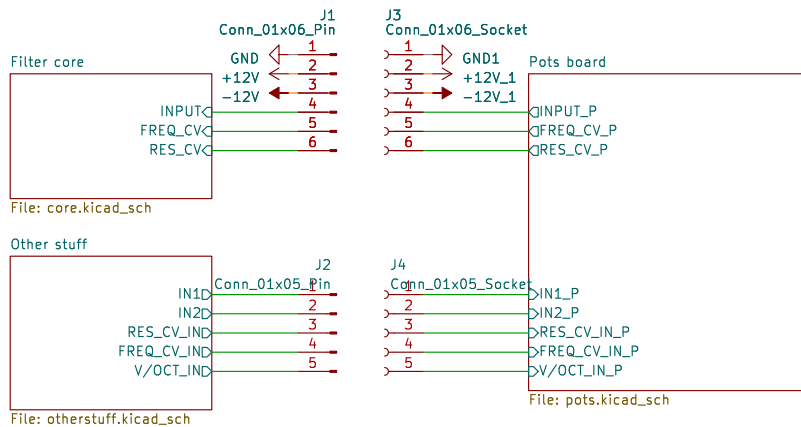 J1
Conn_01x06_Pin
J3
Conn_01x06_Socket
Filter core
GND 1
+12V 2
-12V 3
INPUT 4
FREQ_CV 5
RES_CV 6
File: core.kicad_sch
1 GND1
2 +12V_1
3 -12V_1
Pots board
4 INPUT_P
5 FREQ_CV_P
6 RES_CV_P
Other stuff
J2
Conn_01x05_Pin
J4
Conn_01x05_Socket
IN1 1
IN2 2
RES_CV_IN 3
FREQ_CV_IN 4
V/OCT_IN 5
File: otherstuff.kicad_sch
1 IN1_P
2 IN2_P
3 RES_CV_IN_P
4 FREQ_CV_IN_P
5 V/OCT_IN_P
File: pots.kicad_sch